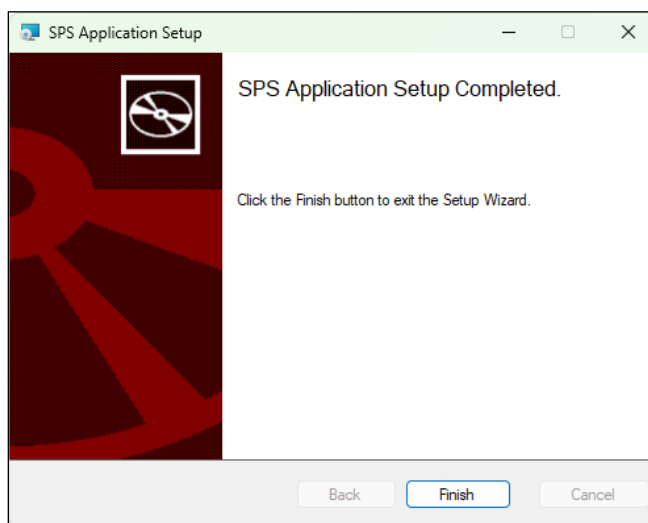 SPS Application Setup
SPS Application Setup Completed.
Click the Finish button to exit the Setup Wizard.
Back
Finish
Cancel